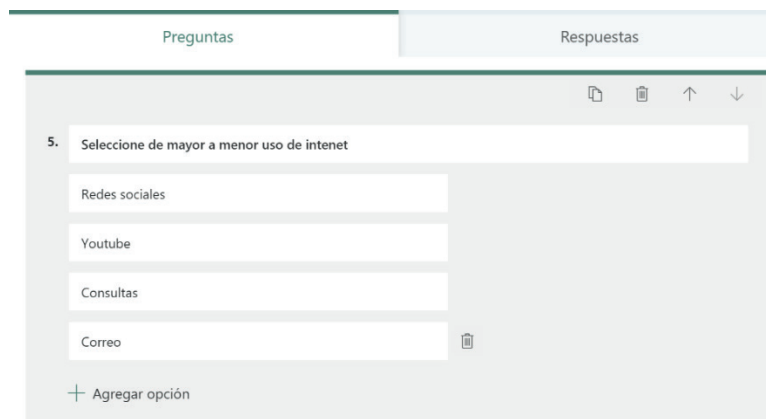 Preguntas
Respuestas
5. Seleccione de mayor a menor uso de intenet
Redes sociales
Youtube
Consultas
Correo
Agregar opción